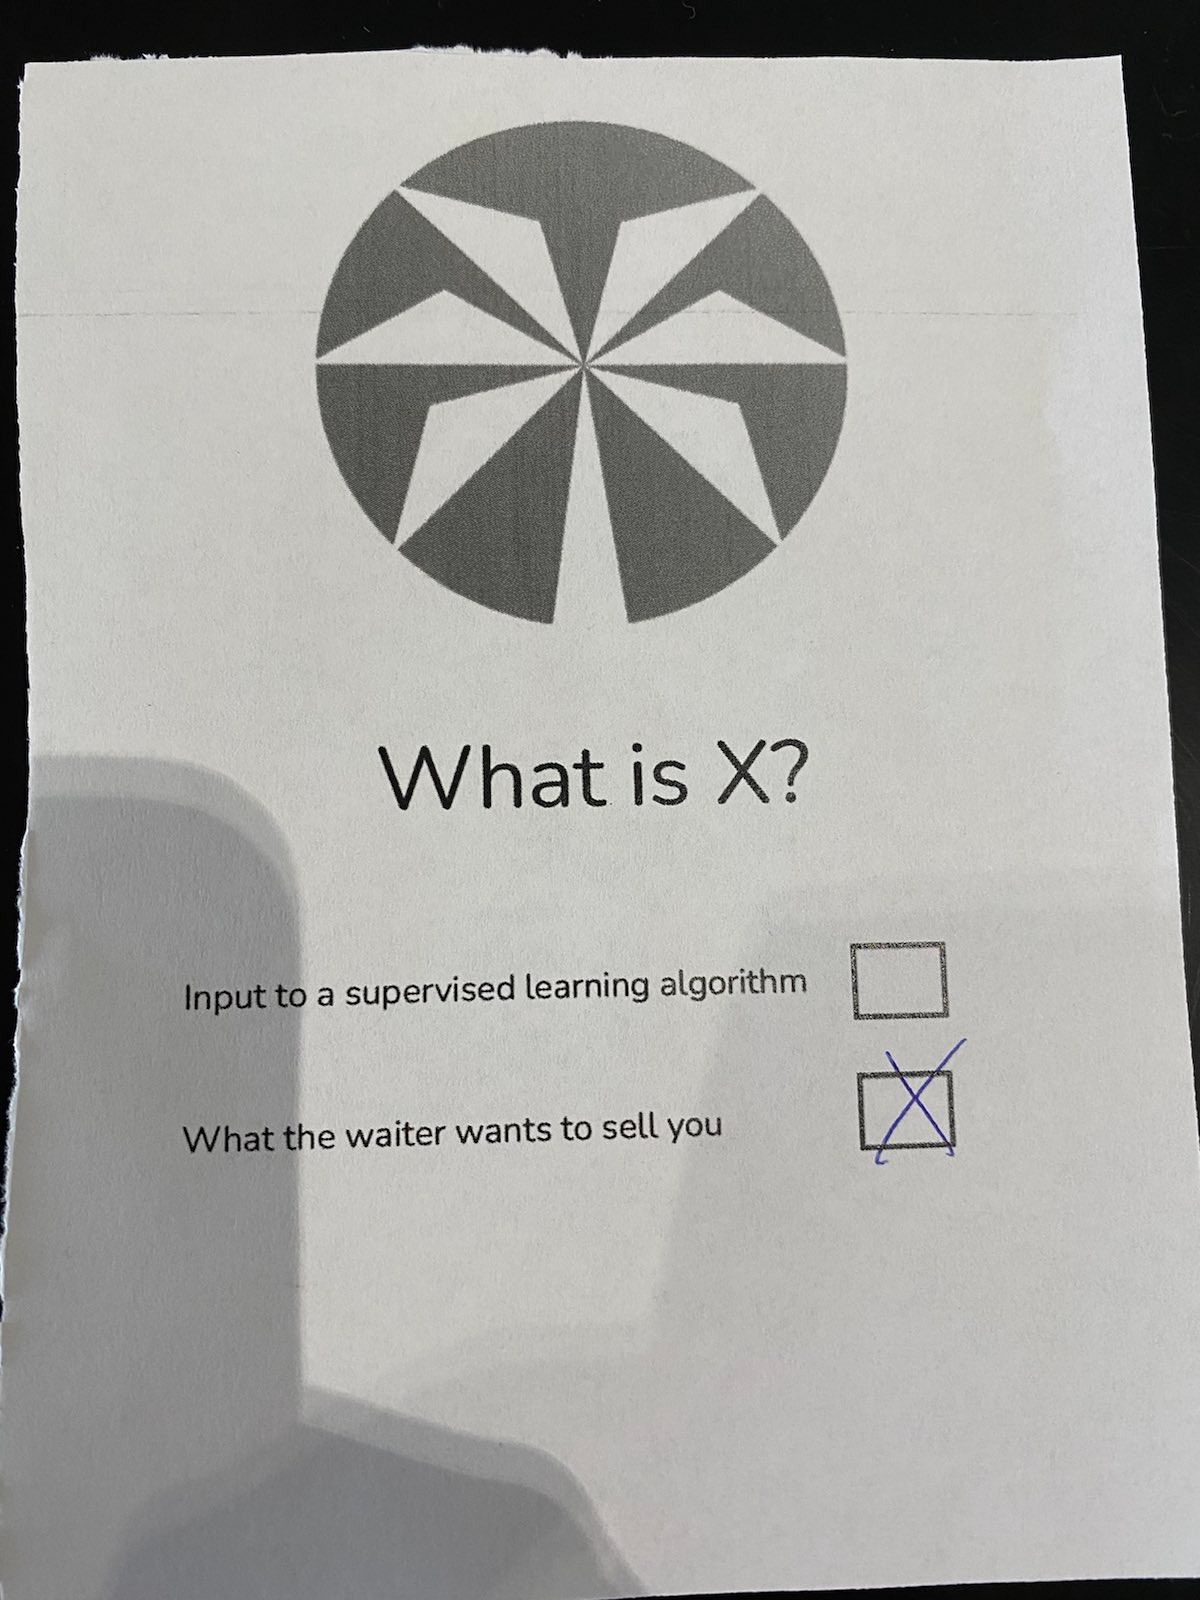 What is X?
Input to a supervised learning algorithm
What the waiter wants to sell you